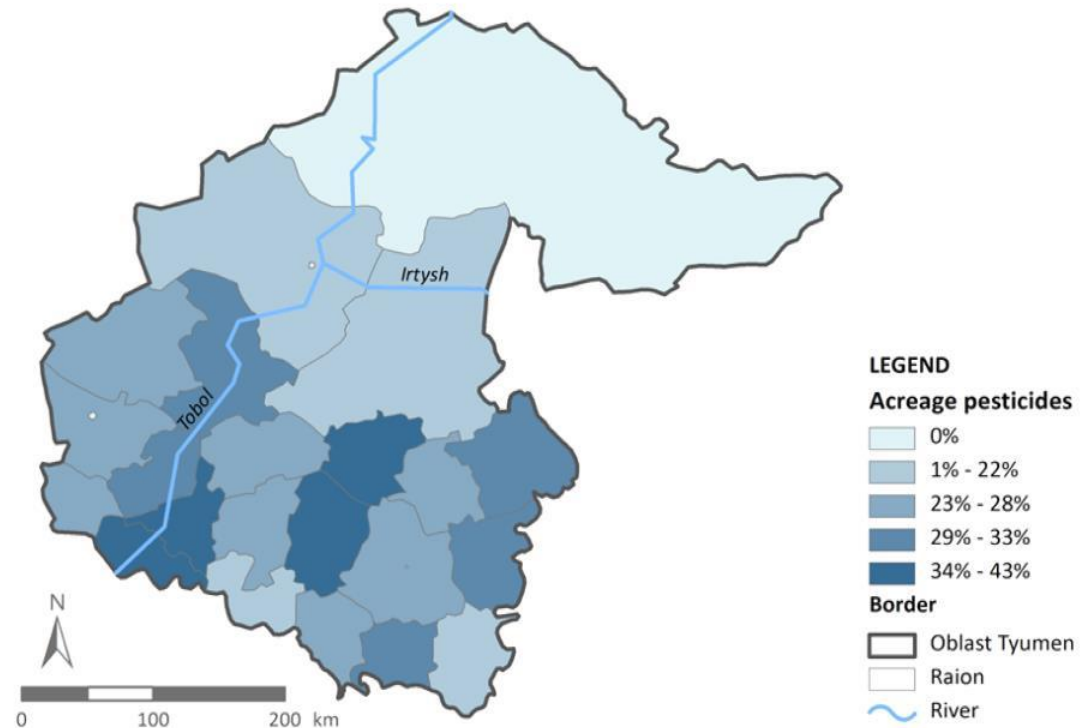 Irtysh
Tobol
LEGEND
Acreage pesticides
0%
1% - 22%
23% - 28%
29% - 33%
34% - 43%
Border
Oblast Tyumen
Raion
River
N
0 100 200 km